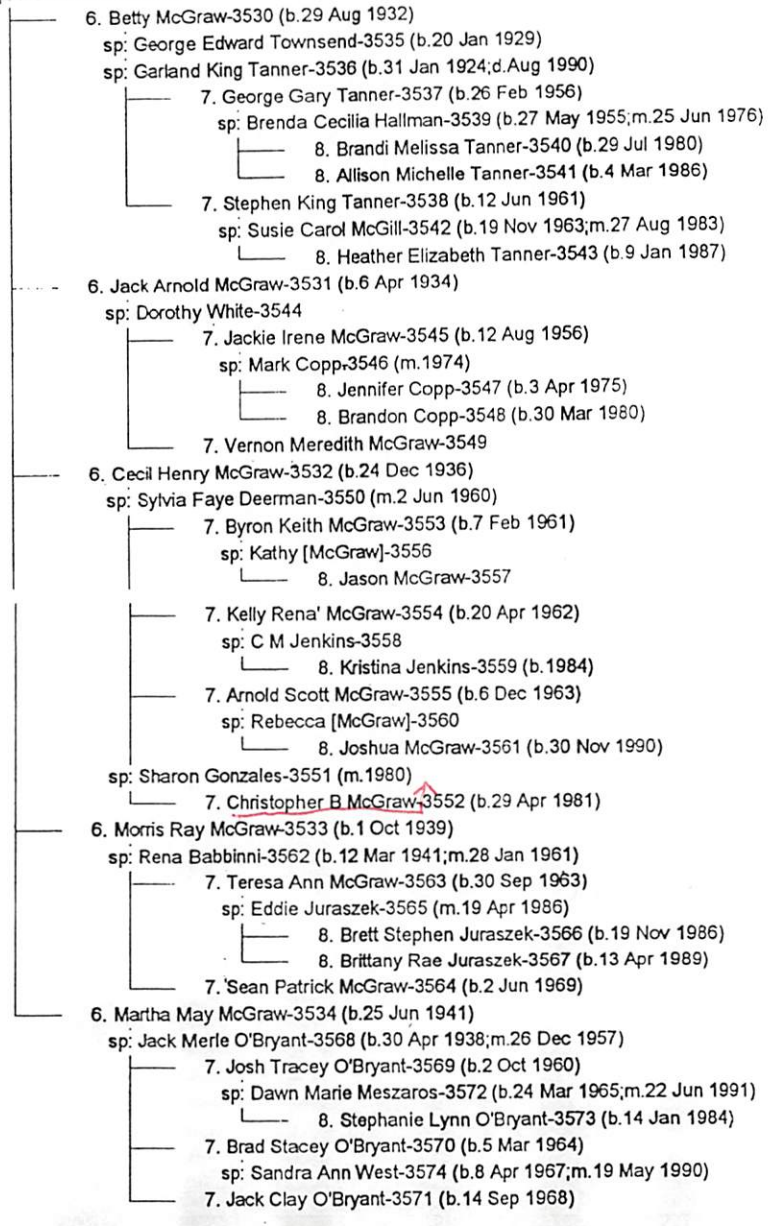 6. Betty McGraw-3530 (b.29 Aug 1932)
sp: George Edward Townsend-3535 (b.20 Jan 1929)
sp: Garland King Tanner-3536 (b.31 Jan 1924;d.Aug 1990)
7. George Gary Tanner-3537 (b.26 Feb 1956)
sp: Brenda Cecilia Hallman-3539 (b.27 May 1955;m.25 Jun 1976)
8. Brandi Melissa Tanner-3540 (b.29 Jul 1980)
8. Allison Michelle Tanner-3541 (b.4 Mar 1986)
7. Stephen King Tanner-3538 (b.12 Jun 1961)
sp: Susie Carol McGill-3542 (b.19 Nov 1963;m.27 Aug 1983)
8. Heather Elizabeth Tanner-3543 (b.9 Jan 1987)
6. Jack Arnold McGraw-3531 (b.6 Apr 1934)
sp: Dorothy White-3544
7. Jackie Irene McGraw-3545 (b.12 Aug 1956)
sp: Mark Copp-3546 (m.1974)
8. Jennifer Copp-3547 (b.3 Apr 1975)
8. Brandon Copp-3548 (b.30 Mar 1980)
7. Vernon Meredith McGraw-3549
6. Cecil Henry McGraw-3532 (b.24 Dec 1936)
sp: Sylvia Faye Deerman-3550 (m.2 Jun 1960)
7. Byron Keith McGraw-3553 (b.7 Feb 1961)
sp: Kathy [McGraw]-3556
8. Jason McGraw-3557
7. Kelly Rena' McGraw-3554 (b.20 Apr 1962)
sp: C M Jenkins-3558
8. Kristina Jenkins-3559 (b.1984)
7. Arnold Scott McGraw-3555 (b.6 Dec 1963)
sp: Rebecca [McGraw]-3560
8. Joshua McGraw-3561 (b.30 Nov 1990)
sp: Sharon Gonzales-3551 (m.1980)
7. Christopher B McGraw-3552 (b.29 Apr 1981)
6. Morris Ray McGraw-3533 (b.1 Oct 1939)
sp: Rena Babbinni-3562 (b.12 Mar 1941;m.28 Jan 1961)
7. Teresa Ann McGraw-3563 (b.30 Sep 1963)
sp: Eddie Juraszek-3565 (m.19 Apr 1986)
8. Brett Stephen Juraszek-3566 (b.19 Nov 1986)
8. Brittany Rae Juraszek-3567 (b.13 Apr 1989)
7. Sean Patrick McGraw-3564 (b.2 Jun 1969)
6. Martha May McGraw-3534 (b.25 Jun 1941)
sp: Jack Merle O'Bryant-3568 (b.30 Apr 1938;m.26 Dec 1957)
7. Josh Tracey O'Bryant-3569 (b.2 Oct 1960)
sp: Dawn Marie Meszaros-3572 (b.24 Mar 1965;m.22 Jun 1991)
8. Stephanie Lynn O'Bryant-3573 (b.14 Jan 1984)
7. Brad Stacey O'Bryant-3570 (b.5 Mar 1964)
sp: Sandra Ann West-3574 (b.8 Apr 1967;m.19 May 1990)
7. Jack Clay O'Bryant-3571 (b.14 Sep 1968)